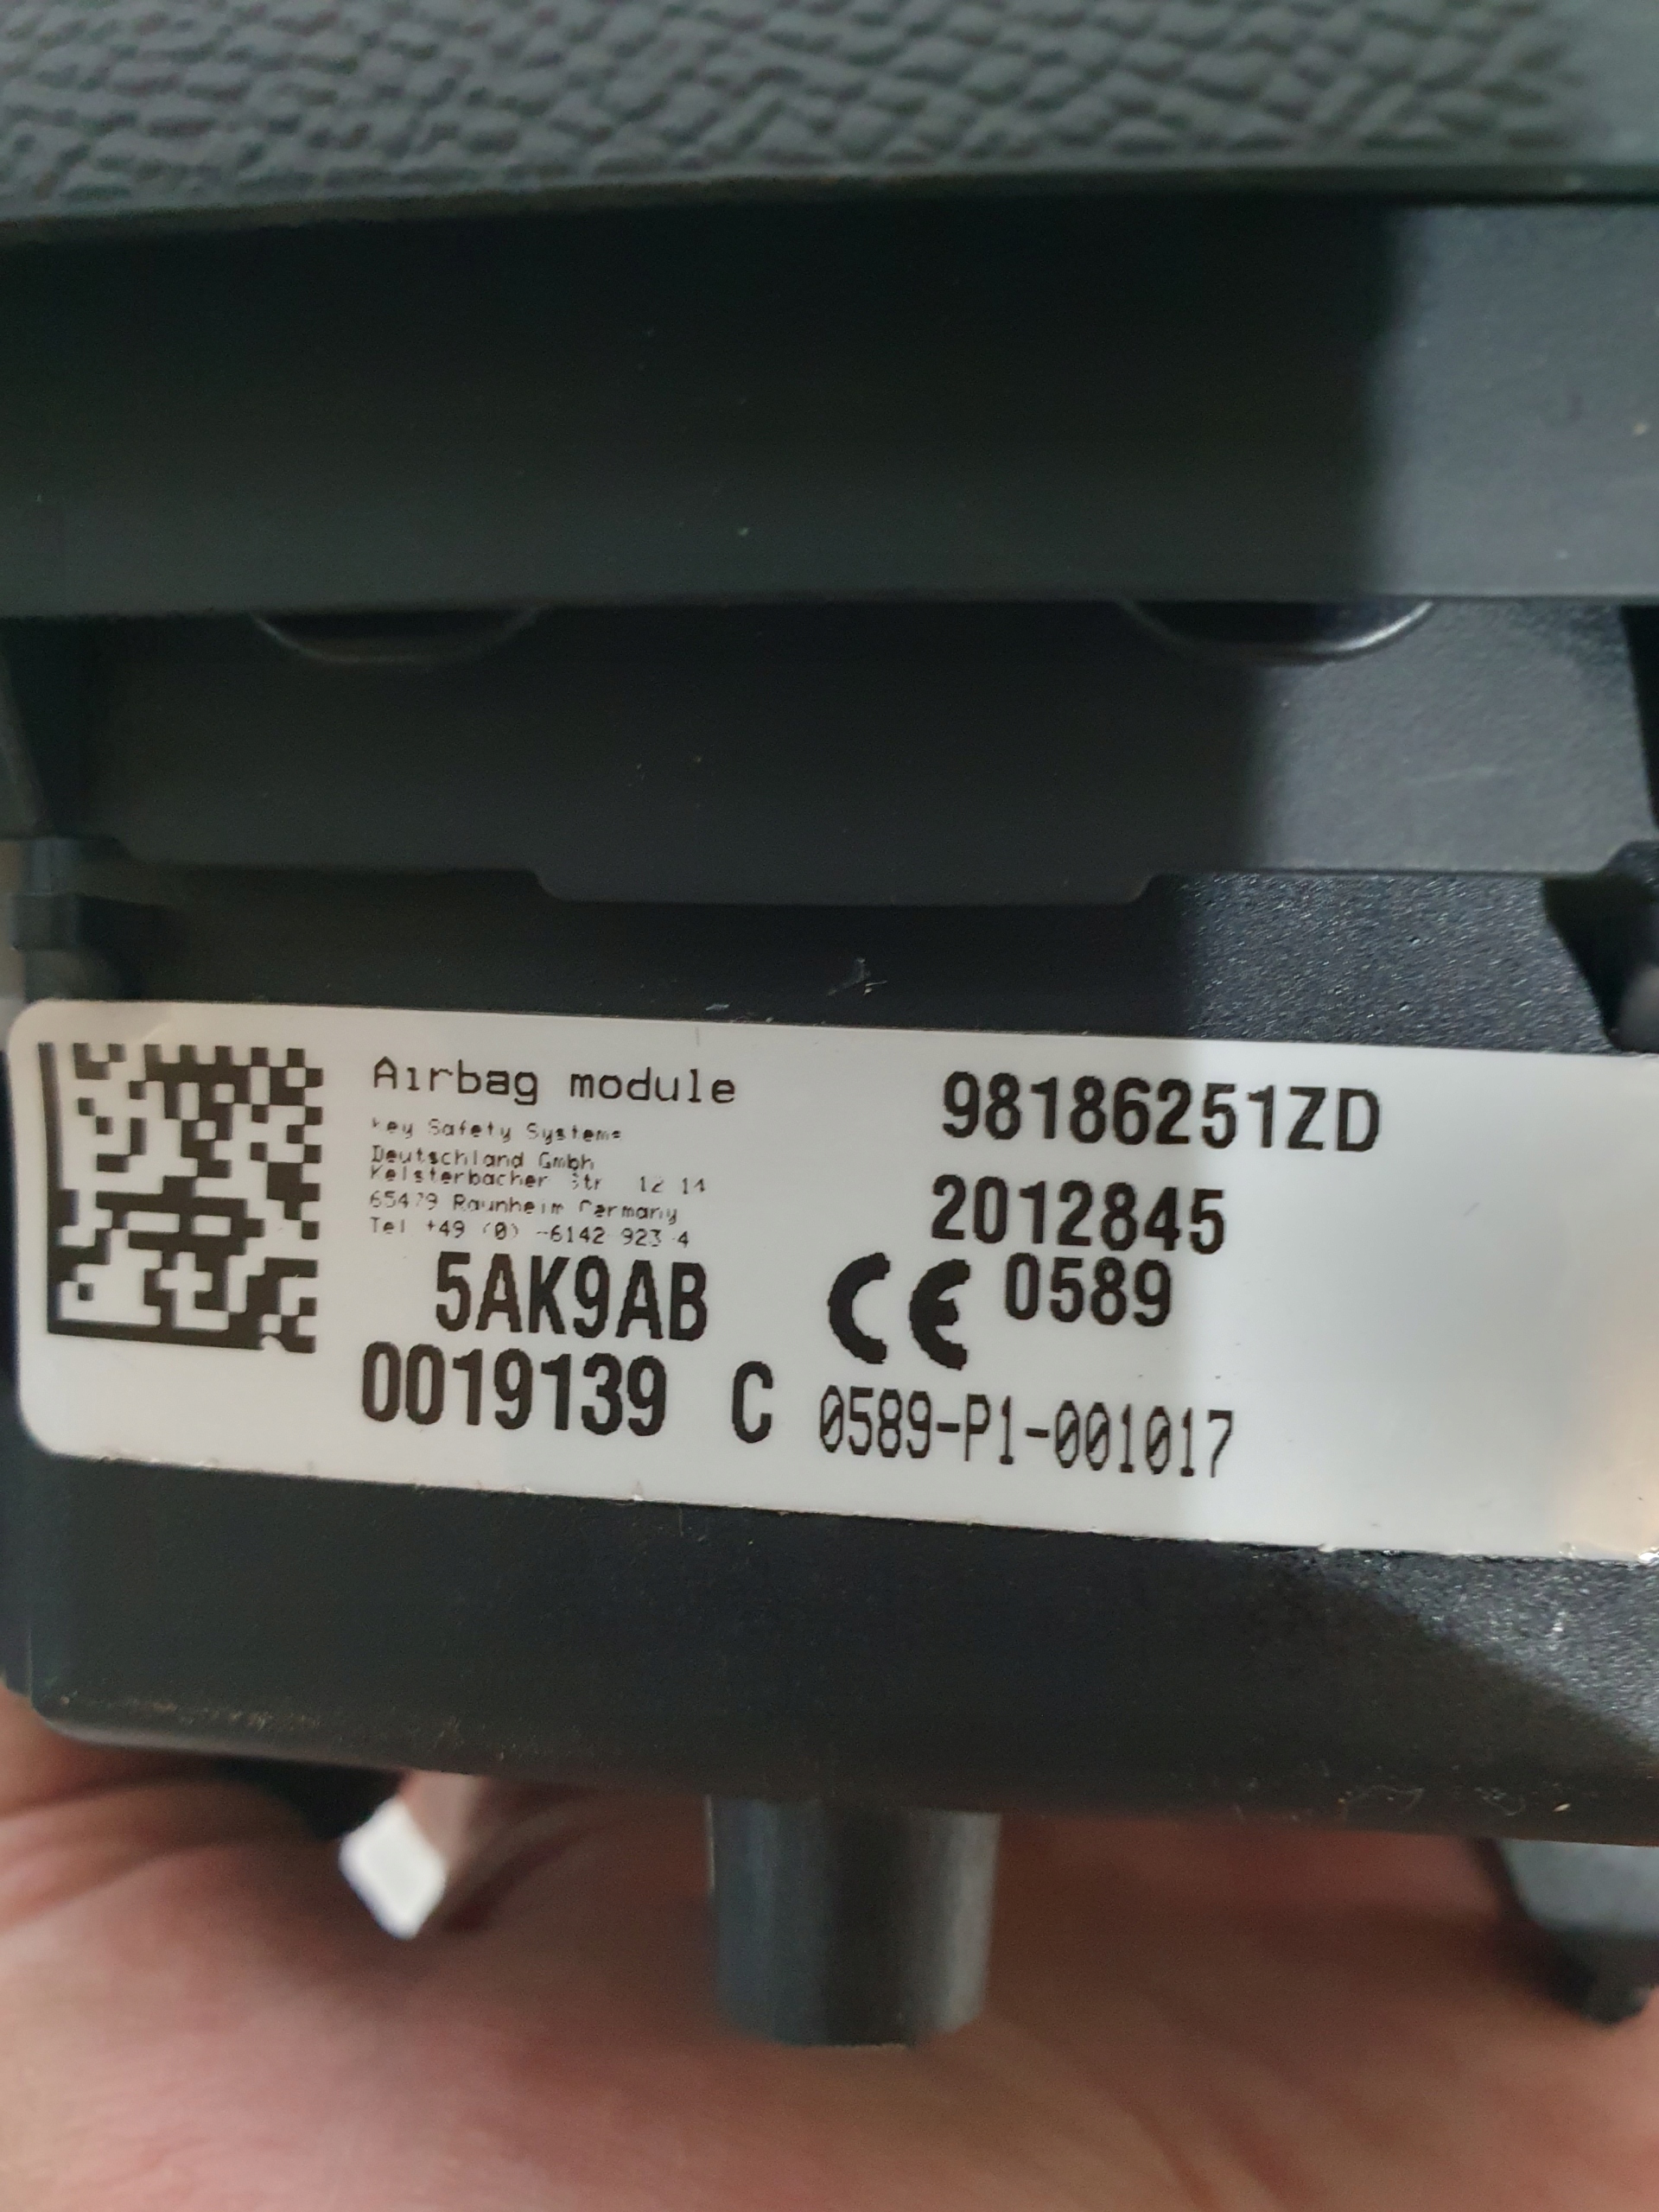 Airbag module
98186251ZD
Key Safety Systems
Deutschland Gmbh
Kelsterbacher Str 12 14
65479 Raunheim Germany
Tel +49 (0) -6142 923 4
2012845
5AK9AB
CE 0589
0019139 C
0589-P1-001017